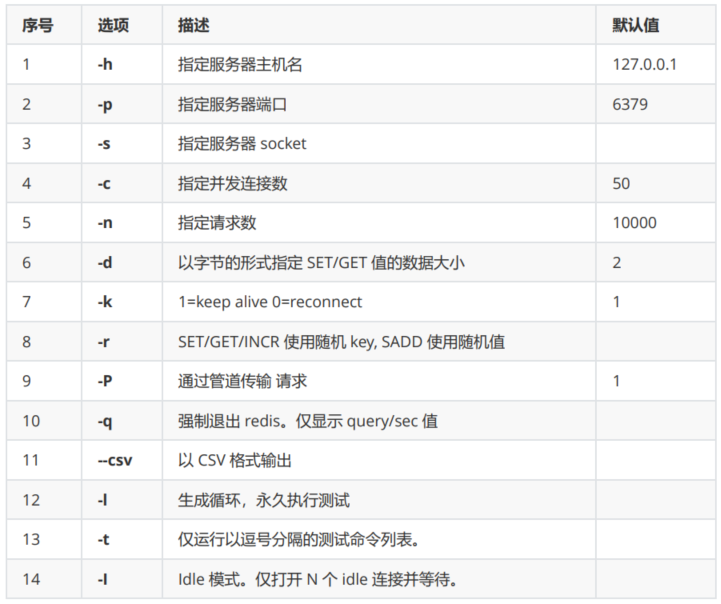 序号 选项 描述 默认值
1 -h 指定服务器主机名 127.0.0.1
2 -p 指定服务器端口 6379
3 -s 指定服务器 socket
4 -c 指定并发连接数 50
5 -n 指定请求数 10000
6 -d 以字节的形式指定 SET/GET 值的数据大小 2
7 -k 1=keep alive 0=reconnect 1
8 -r SET/GET/INCR 使用随机 key, SADD 使用随机值
9 -P 通过管道传输 请求 1
10 -q 强制退出 redis。仅显示 query/sec 值
11 --csv 以 CSV 格式输出
12 -l 生成循环，永久执行测试
13 -t 仅运行以逗号分隔的测试命令列表。
14 -I Idle 模式。仅打开 N 个 idle 连接并等待。